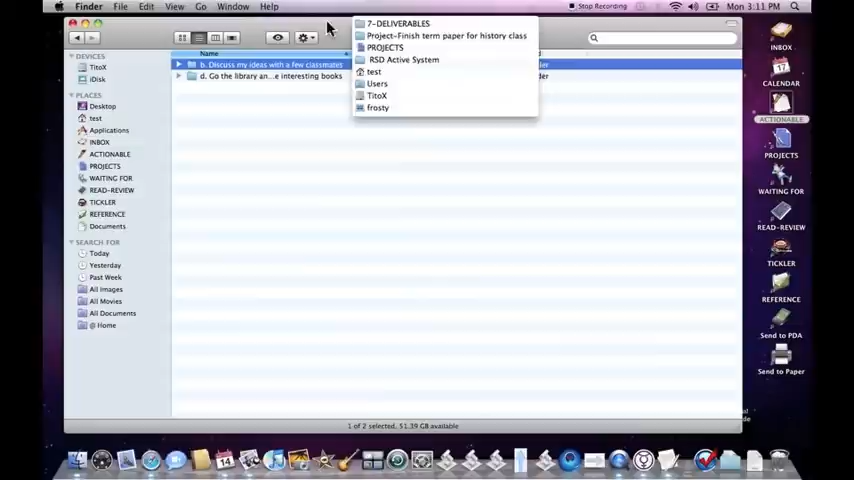 Finder File Edit View Go Window Help
Stop Recording
Mon 3:11 PM
7-DELIVERABLES
Project-Finish term paper for history class
PROJECTS
RSD Active System
test
Users
TitoX
frosty
Name
b. Discuss my ideas with a few classmates
d. Go the library an...e interesting books
DEVICES
TitoX
iDisk
PLACES
Desktop
test
Applications
INBOX
ACTIONABLE
PROJECTS
WAITING FOR
READ-REVIEW
TICKLER
REFERENCE
Documents
SEARCH FOR
Today
Yesterday
Past Week
All Images
All Movies
All Documents
@ Home
1 of 2 selected, 51.39 GB available
INBOX
CALENDAR
ACTIONABLE
PROJECTS
WAITING FOR
READ-REVIEW
TICKLER
REFERENCE
Send to PDA
Send to Paper
14